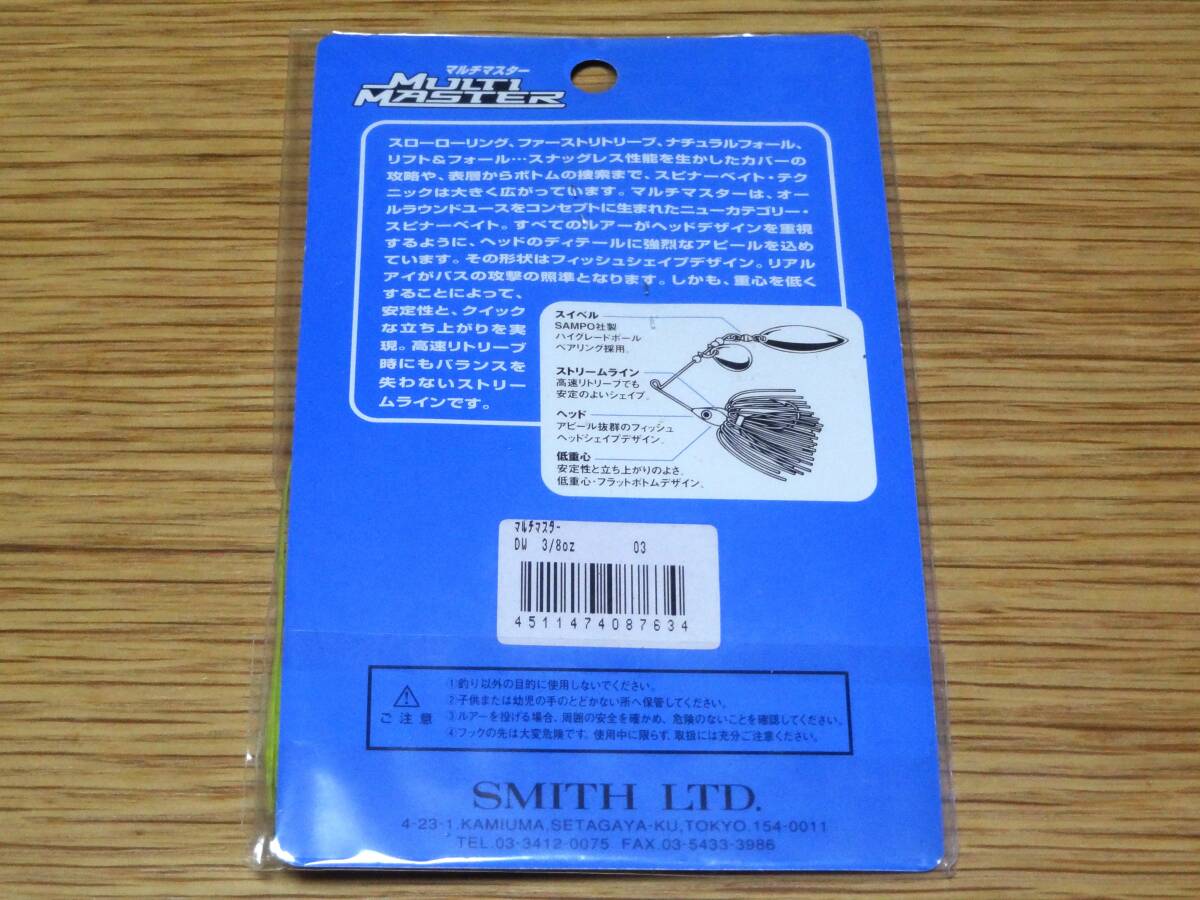 マルチマスター
MULTI
MASTER
スローローリング、ファーストリトリーブ、ナチュラルフォール、
リフト&フォール…スナッグレス性能を生かしたカバーの
攻略や、表層からボトムの捜索まで、スピナーベイト・テク
ニックは大きく広がっています。マルチマスターは、オー
ルラウンドユースをコンセプトに生まれたニューカテゴリー・
スピナーベイト。すべてのルアーがヘッドデザインを重視
するように、ヘッドのディテールに強烈なアピールを込め
ています。その形状はフィッシュシェイプデザイン。リアル
アイがバスの攻撃の照準となります。しかも、重心を低く
することによって、
安定性と、クイック
な立ち上がりを実
現。高速リトリーブ
時にもバランスを
失わないストリー
ムラインです。
スイベル
SAMPO社製
ハイグレードボール
ベアリング採用。
ストリームライン
高速リトリーブでも
安定のよいシェイプ。
ヘッド
アピール抜群のフィッシュ
ヘッドシェイプデザイン。
低重心
安定性と立ち上がりのよさ。
低重心・フラットボトムデザイン。
マルチマスター
DW 3/8oz 03
4511474087634
ご注意
①釣り以外の目的に使用しないでください。
②子供または幼児の手のとどかない所へ保管してください。
③ルアーを投げる場合、周囲の安全を確かめ、危険のないことを確認してください。
④フックの先は大変危険です。使用中に限らず、取扱には充分ご注意ください。
SMITH LTD.
4-23-1.KAMIUMA,SETAGAYA-KU,TOKYO.154-0011
TEL.03-3412-0075 FAX.03-5433-3986